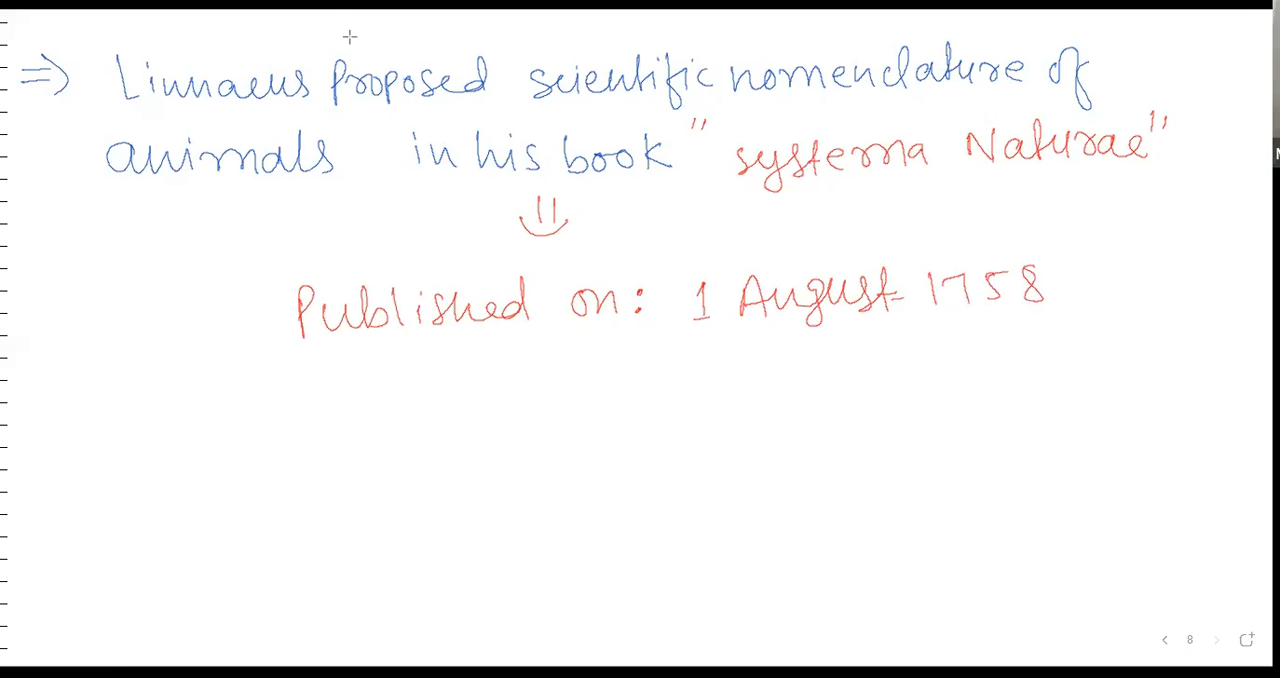 ⇒ Linnaeus proposed scientific nomenclature of
animals in his book "systema Naturae"
Published on: 1 August 1758
8